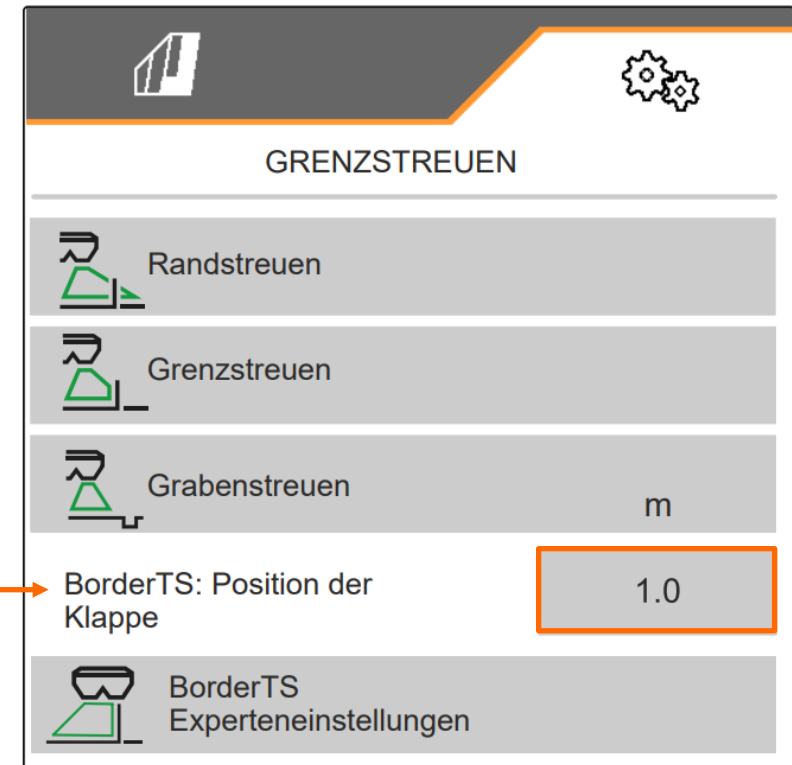 GRENZSTREUEN
Randstreuen
Grenzstreuen
Grabenstreuen
m
BorderTS: Position der
Klappe
1.0
BorderTS
Experteneinstellungen